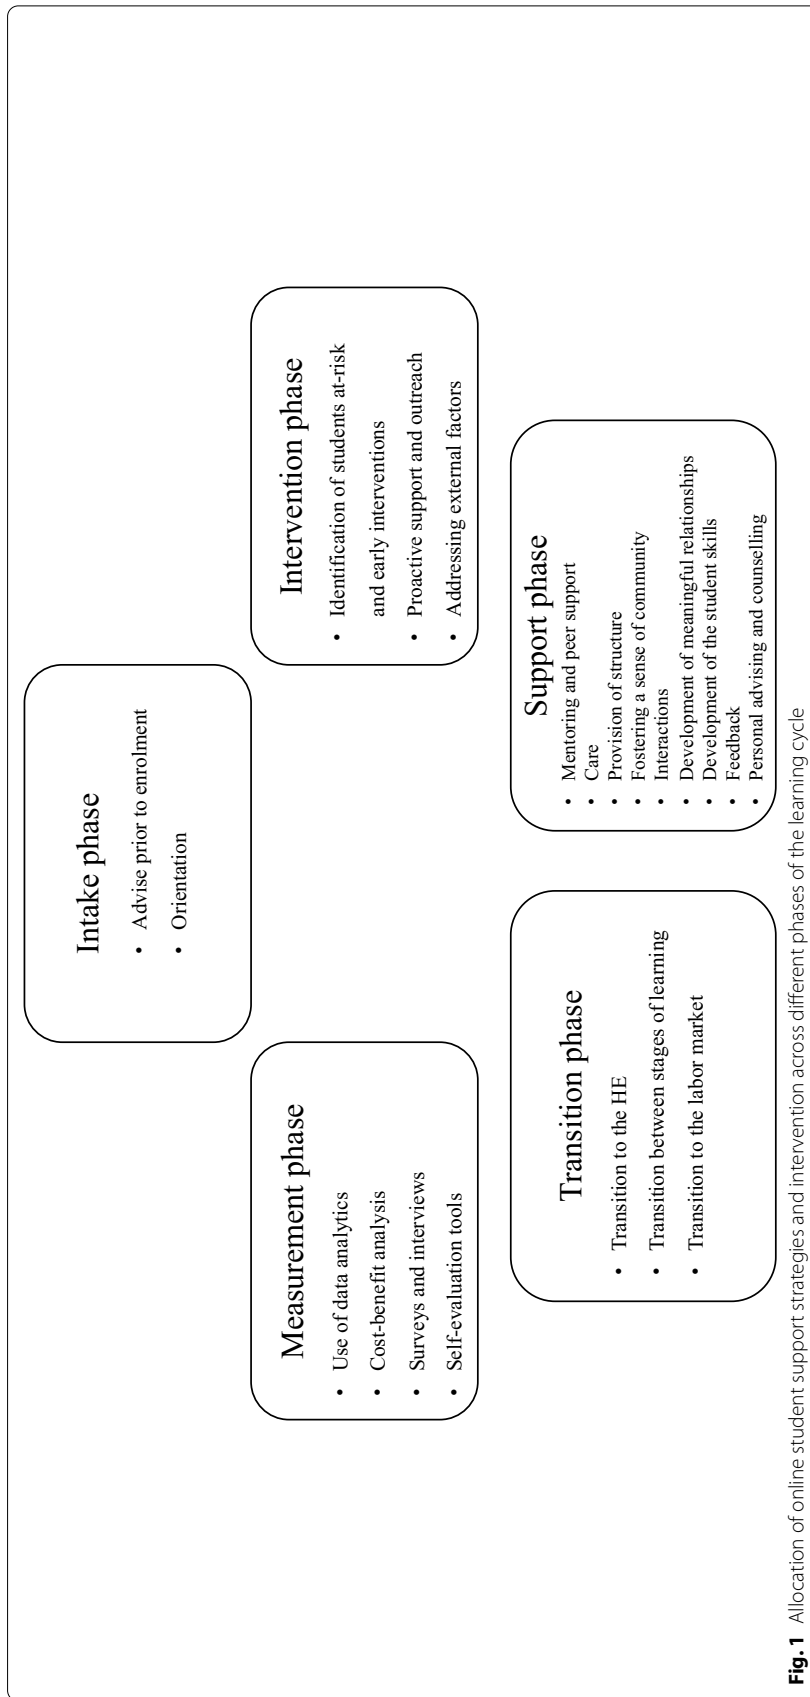 Intake phase
• Advise prior to enrolment
• Orientation
Measurement phase
• Use of data analytics
• Cost-benefit analysis
• Surveys and interviews
• Self-evaluation tools
Intervention phase
• Identification of students at-risk
and early interventions
• Proactive support and outreach
• Addressing external factors
Transition phase
• Transition to the HE
• Transition between stages of learning
• Transition to the labor market
Support phase
• Mentoring and peer support
• Care
• Provision of structure
• Fostering a sense of community
• Interactions
• Development of meaningful relationships
• Development of the student skills
• Feedback
• Personal advising and counselling
Fig. 1 Allocation of online student support strategies and intervention across different phases of the learning cycle